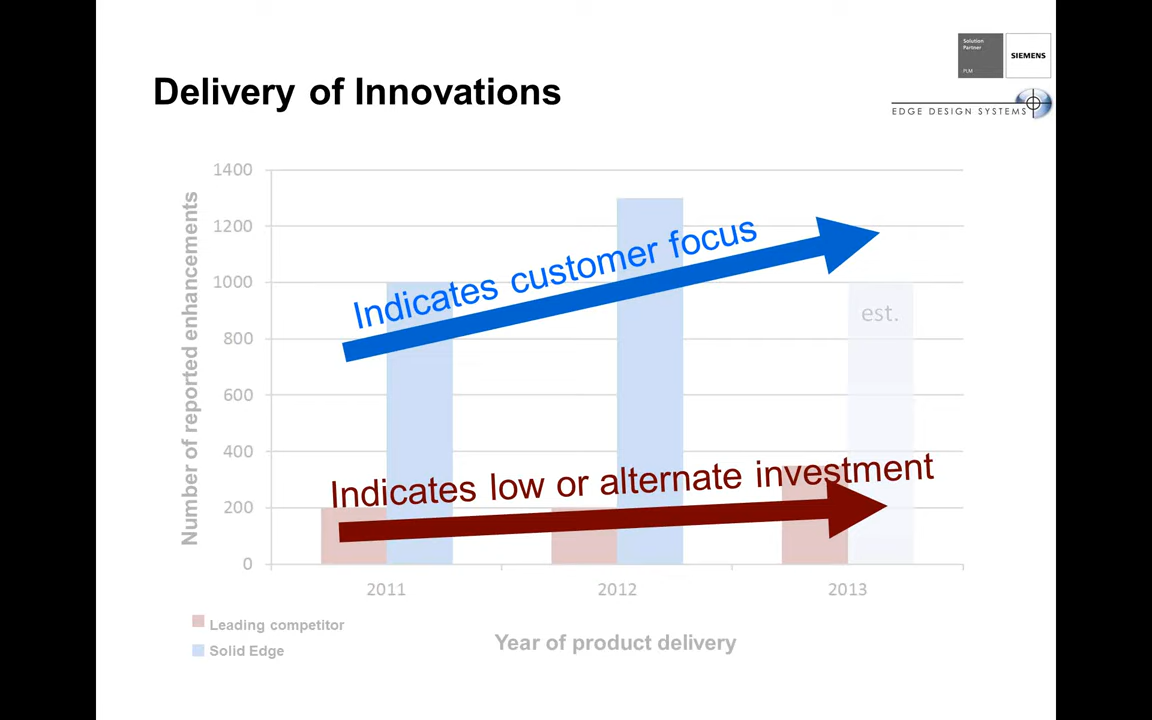 Solution
Partner
PLM
SIEMENS
EDGE DESIGN SYSTEMS
Delivery of Innovations
Number of reported enhancements
1400
1200
1000
800
600
400
200
0
Indicates customer focus
est.
Indicates low or alternate investment
2011
2012
2013
Leading competitor
Solid Edge
Year of product delivery